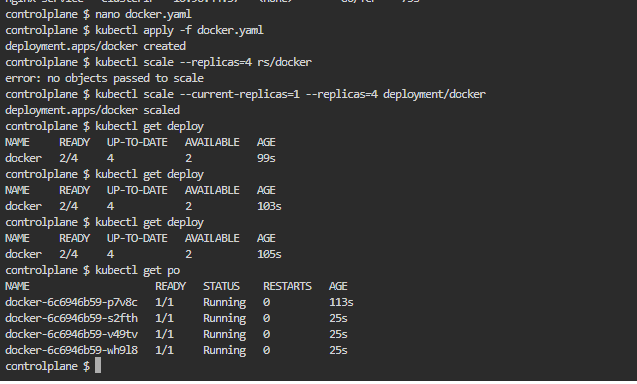 controlplane $ nano docker.yaml
controlplane $ kubectl apply -f docker.yaml
deployment.apps/docker created
controlplane $ kubectl scale --replicas=4 rs/docker
error: no objects passed to scale
controlplane $ kubectl scale --current-replicas=1 --replicas=4 deployment/docker
deployment.apps/docker scaled
controlplane $ kubectl get deploy
NAME READY UP-TO-DATE AVAILABLE AGE
docker 2/4 4 2 99s
controlplane $ kubectl get deploy
NAME READY UP-TO-DATE AVAILABLE AGE
docker 2/4 4 2 103s
controlplane $ kubectl get deploy
NAME READY UP-TO-DATE AVAILABLE AGE
docker 2/4 4 2 105s
controlplane $ kubectl get po
NAME READY STATUS RESTARTS AGE
docker-6c6946b59-p7v8c 1/1 Running 0 113s
docker-6c6946b59-s2fth 1/1 Running 0 25s
docker-6c6946b59-v49tv 1/1 Running 0 25s
docker-6c6946b59-wh9l8 1/1 Running 0 25s
controlplane $